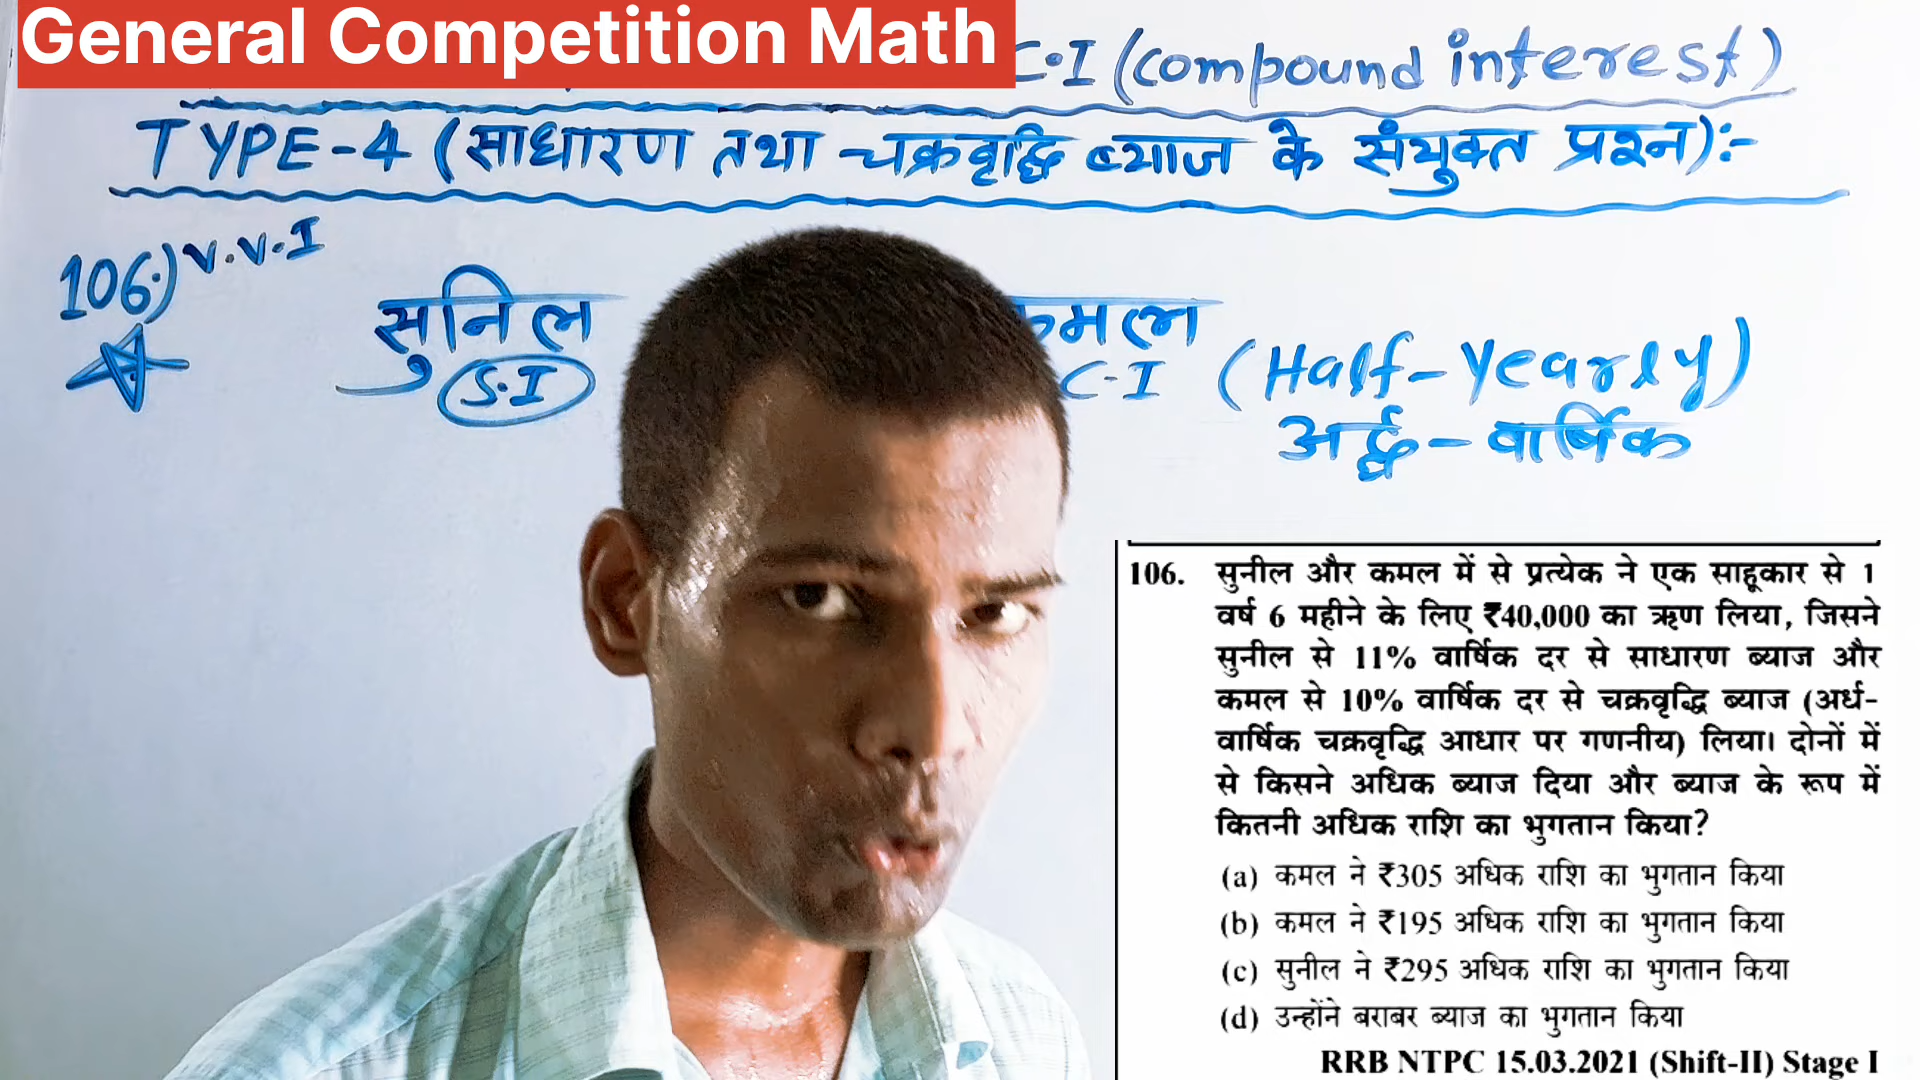 General Competition Math
C.I (compound interest)
TYPE-4 (साधारण तथा चक्रवृद्धि ब्याज के संयुक्त प्रश्न):-
106.) V.V.I
सुनिल
S.I
कमल
C-I (Half-yearly)
अर्द्ध-वार्षिक
106. सुनील और कमल में से प्रत्येक ने एक साहूकार से 1
वर्ष 6 महीने के लिए ₹40,000 का ऋण लिया, जिसने
सुनील से 11% वार्षिक दर से साधारण ब्याज और
कमल से 10% वार्षिक दर से चक्रवृद्धि ब्याज (अर्ध-
वार्षिक चक्रवृद्धि आधार पर गणनीय) लिया। दोनों में
से किसने अधिक ब्याज दिया और ब्याज के रूप में
कितनी अधिक राशि का भुगतान किया?
(a) कमल ने ₹305 अधिक राशि का भुगतान किया
(b) कमल ने ₹195 अधिक राशि का भुगतान किया
(c) सुनील ने ₹295 अधिक राशि का भुगतान किया
(d) उन्होंने बराबर ब्याज का भुगतान किया
RRB NTPC 15.03.2021 (Shift-II) Stage I